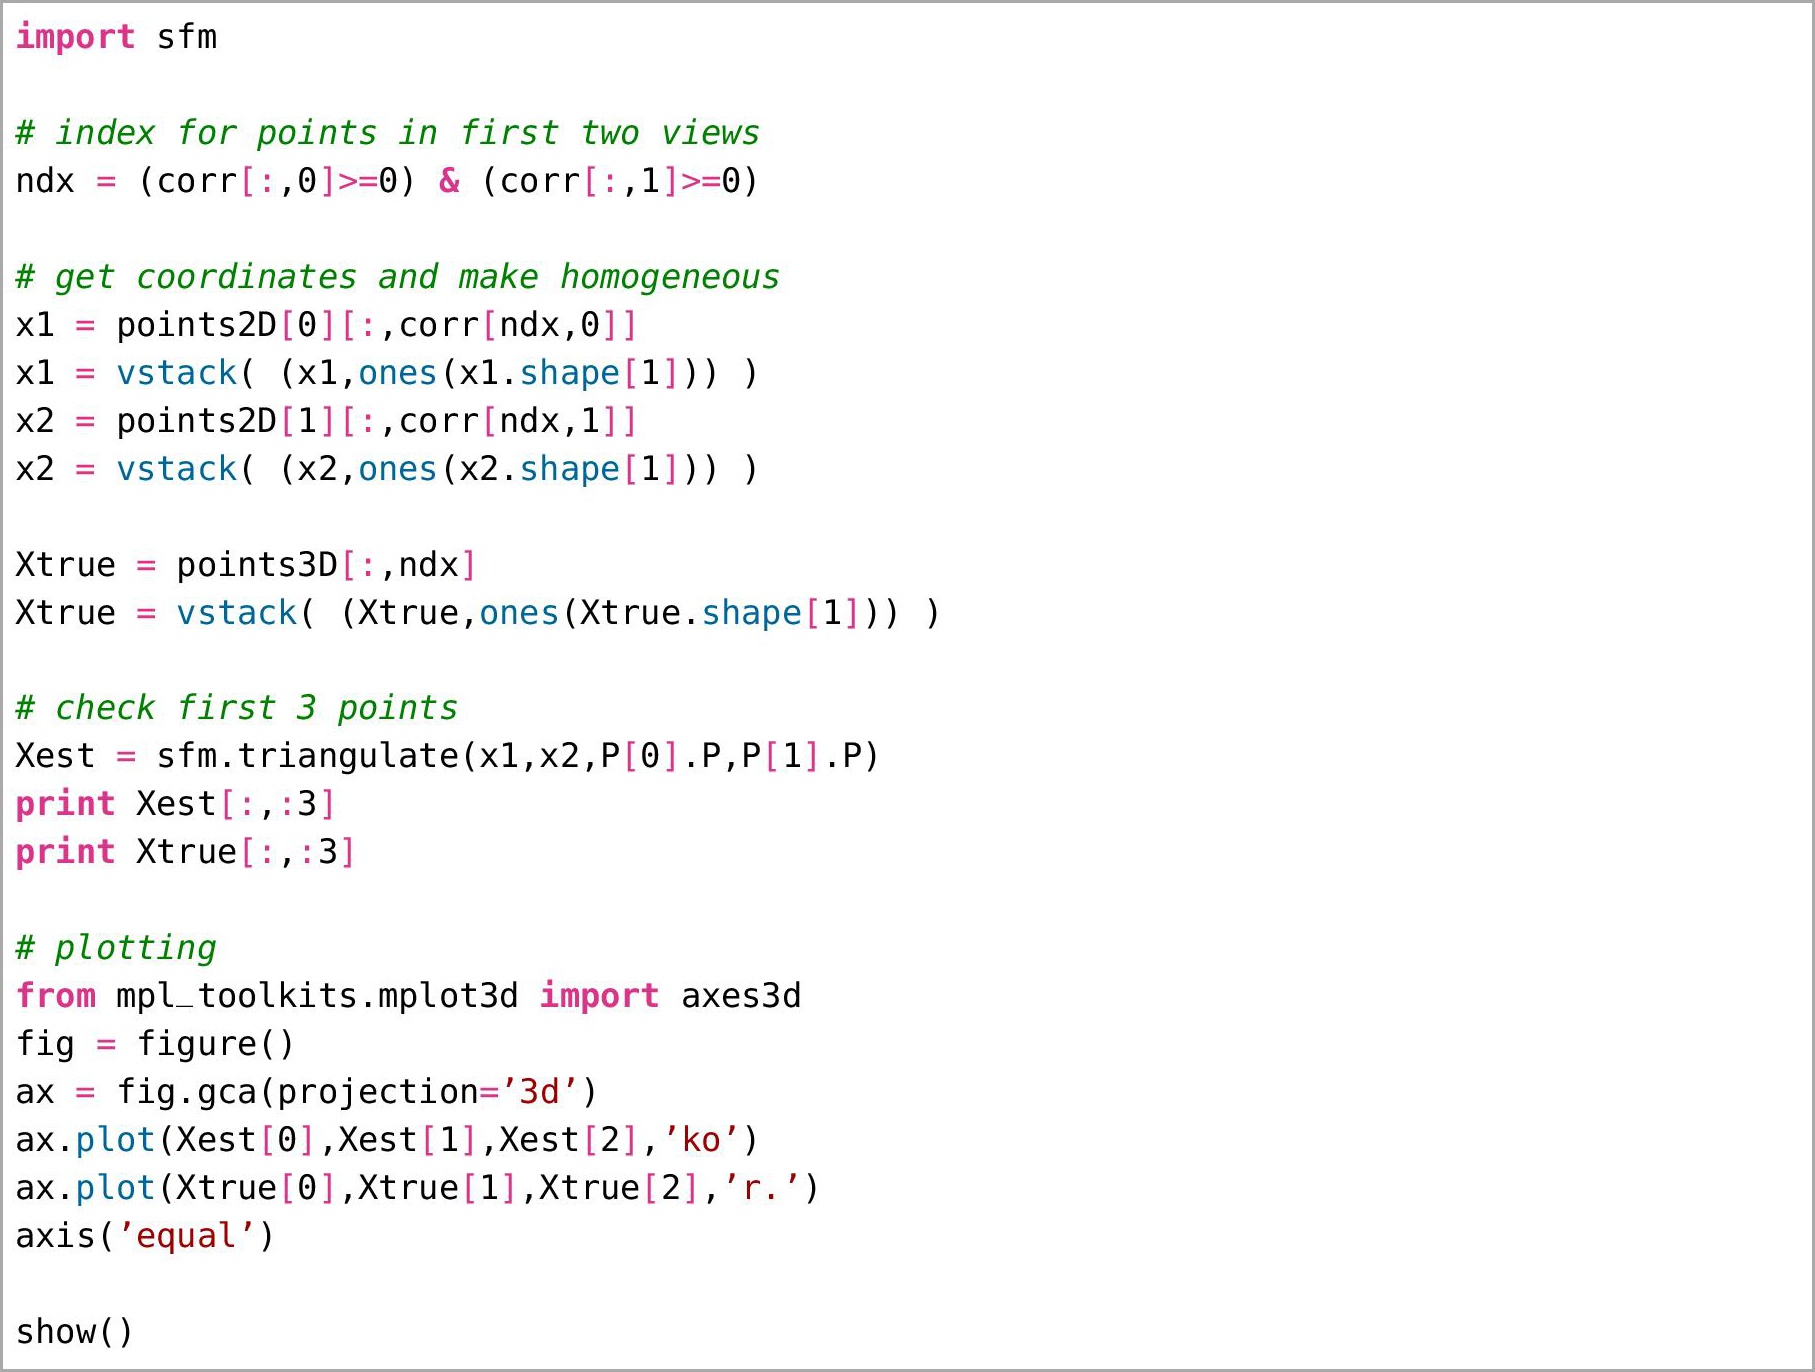 import sfm
# index for points in first two views
ndx = (corr[:,0]>=0) & (corr[:,1]>=0)
# get coordinates and make homogeneous
x1 = points2D[0][:,corr[ndx,0]]
x1 = vstack( (x1,ones(x1.shape[1])) )
x2 = points2D[1][:,corr[ndx,1]]
x2 = vstack( (x2,ones(x2.shape[1])) )
Xtrue = points3D[:,ndx]
Xtrue = vstack( (Xtrue,ones(Xtrue.shape[1])) )
# check first 3 points
Xest = sfm.triangulate(x1,x2,P[0].P,P[1].P)
print Xest[:,:3]
print Xtrue[:,:3]
# plotting
from mpl_toolkits.mplot3d import axes3d
fig = figure()
ax = fig.gca(projection=’3d’)
ax.plot(Xest[0],Xest[1],Xest[2],’ko’)
ax.plot(Xtrue[0],Xtrue[1],Xtrue[2],’r.’)
axis(’equal’)
show()